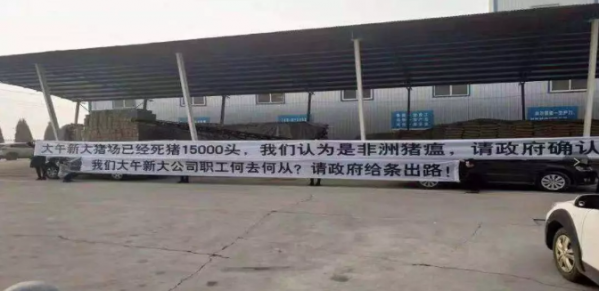 大午新大猪场已经死猪15000头，我们认为是非洲猪瘟，请政府确认
我们大午新大公司职工何去何从？请政府给条出路！